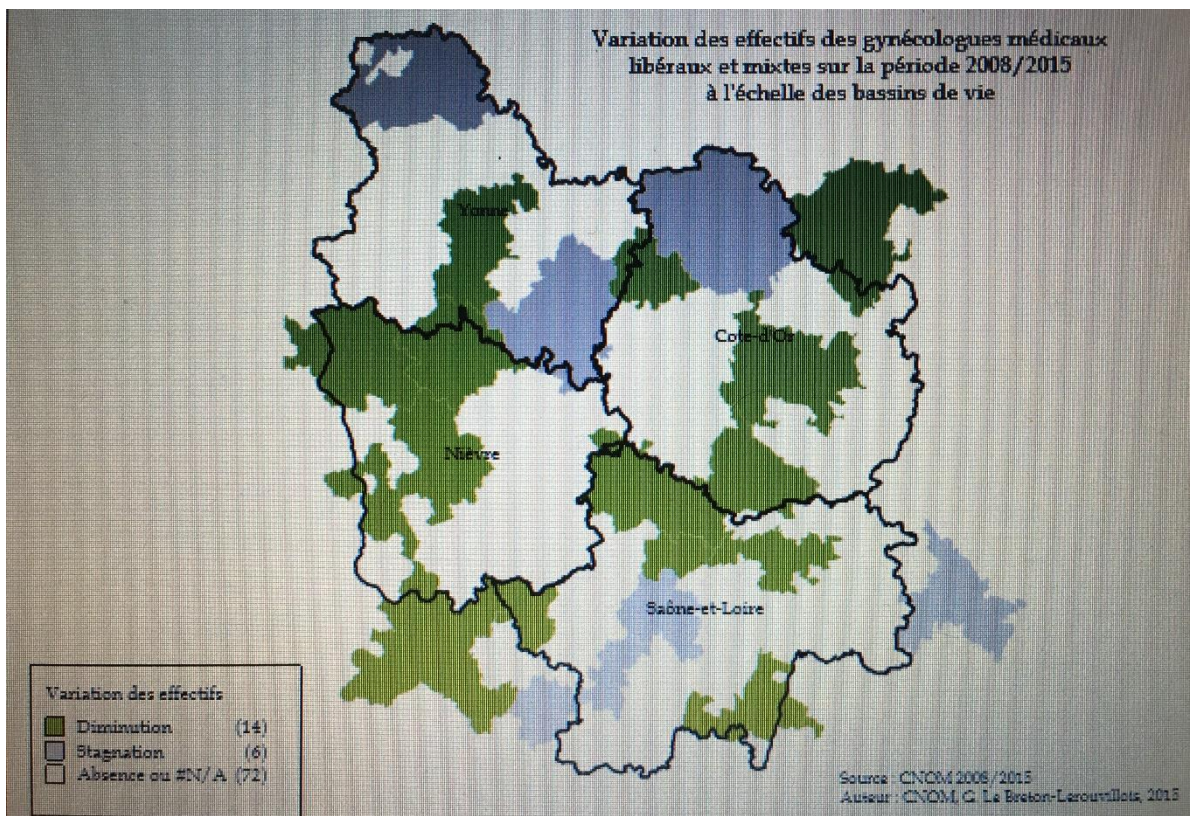 Variation des effectifs des gynécologues médicaux
libéraux et mixtes sur la période 2008/2015
à l'échelle des bassins de vie
Yonne
Cote-d'Or
Nièvre
Saône-et-Loire
Variation des effectifs
Diminution (14)
Stagnation (6)
Absence ou #N/A (72)
Source : CNOM 2008/2015
Auteur : CNOM, G. Le Breton-Lerouvillois, 2015